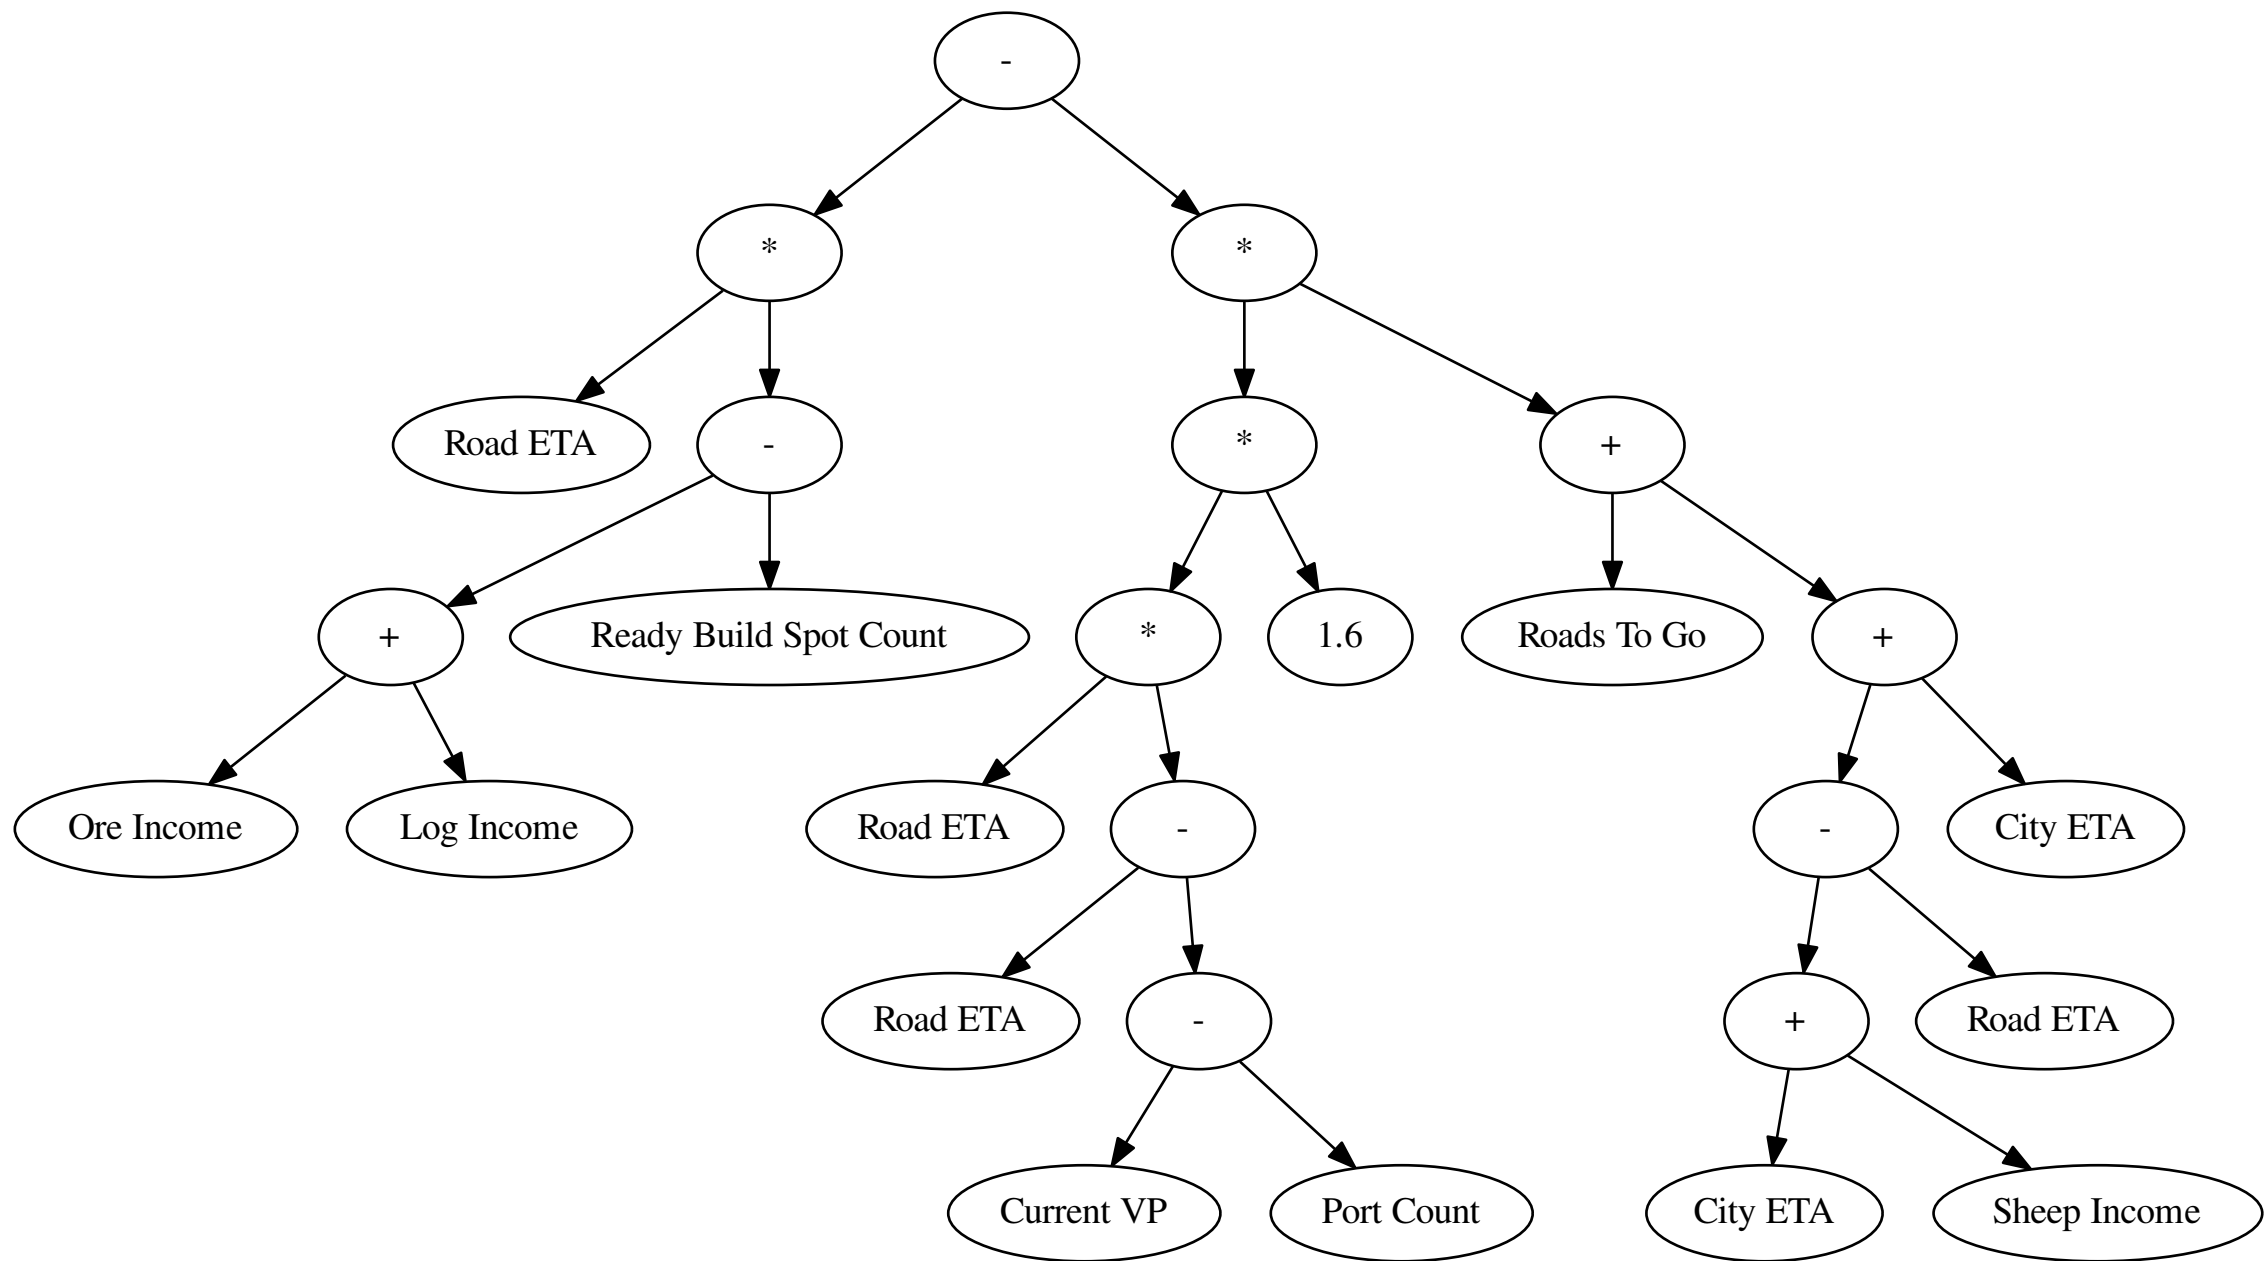 -
*
*
Road ETA
-
*
+
+
Ready Build Spot Count
*
1.6
Roads To Go
+
Ore Income
Log Income
Road ETA
-
-
City ETA
Road ETA
-
+
Road ETA
Current VP
Port Count
City ETA
Sheep Income